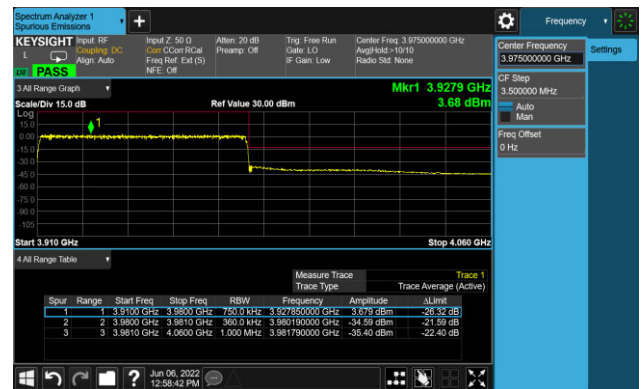 Spectrum Analyzer 1
Spurious Emissions
Frequency
KEYSIGHT
L
PASS
Input: RF
Coupling: DC
Align: Auto
Input Z: 50 Ω
Corr CCorr RCal
Freq Ref: Ext (S)
NFE: Off
Atten: 20 dB
Preamp: Off
Trig: Free Run
Gate: LO
IF Gain: Low
Center Freq: 3.975000000 GHz
Avg|Hold:>10/10
Radio Std: None
Center Frequency
3.975000000 GHz
Settings
CF Step
3.500000 MHz
Auto
Man
Freq Offset
0 Hz
3 All Range Graph
Mkr1 3.9279 GHz
3.68 dBm
Scale/Div 15.0 dB
Ref Value 30.00 dBm
Log
15.0
0.00
-15.0
-30.0
-45.0
-60.0
-75.0
-90.0
-105
1
Start 3.910 GHz
Stop 4.060 GHz
4 All Range Table
Measure Trace Trace 1
Trace Type Trace Average (Active)
Spur Range Start Freq Stop Freq RBW Frequency Amplitude ΔLimit
1 1 3.9100 GHz 3.9800 GHz 750.0 kHz 3.927850000 GHz 3.679 dBm -26.32 dB
2 2 3.9800 GHz 3.9810 GHz 360.0 kHz 3.980190000 GHz -34.59 dBm -21.59 dB
3 3 3.9810 GHz 4.0600 GHz 1.000 MHz 3.981790000 GHz -35.40 dBm -22.40 dB
?
Jun 06, 2022
12:58:42 PM